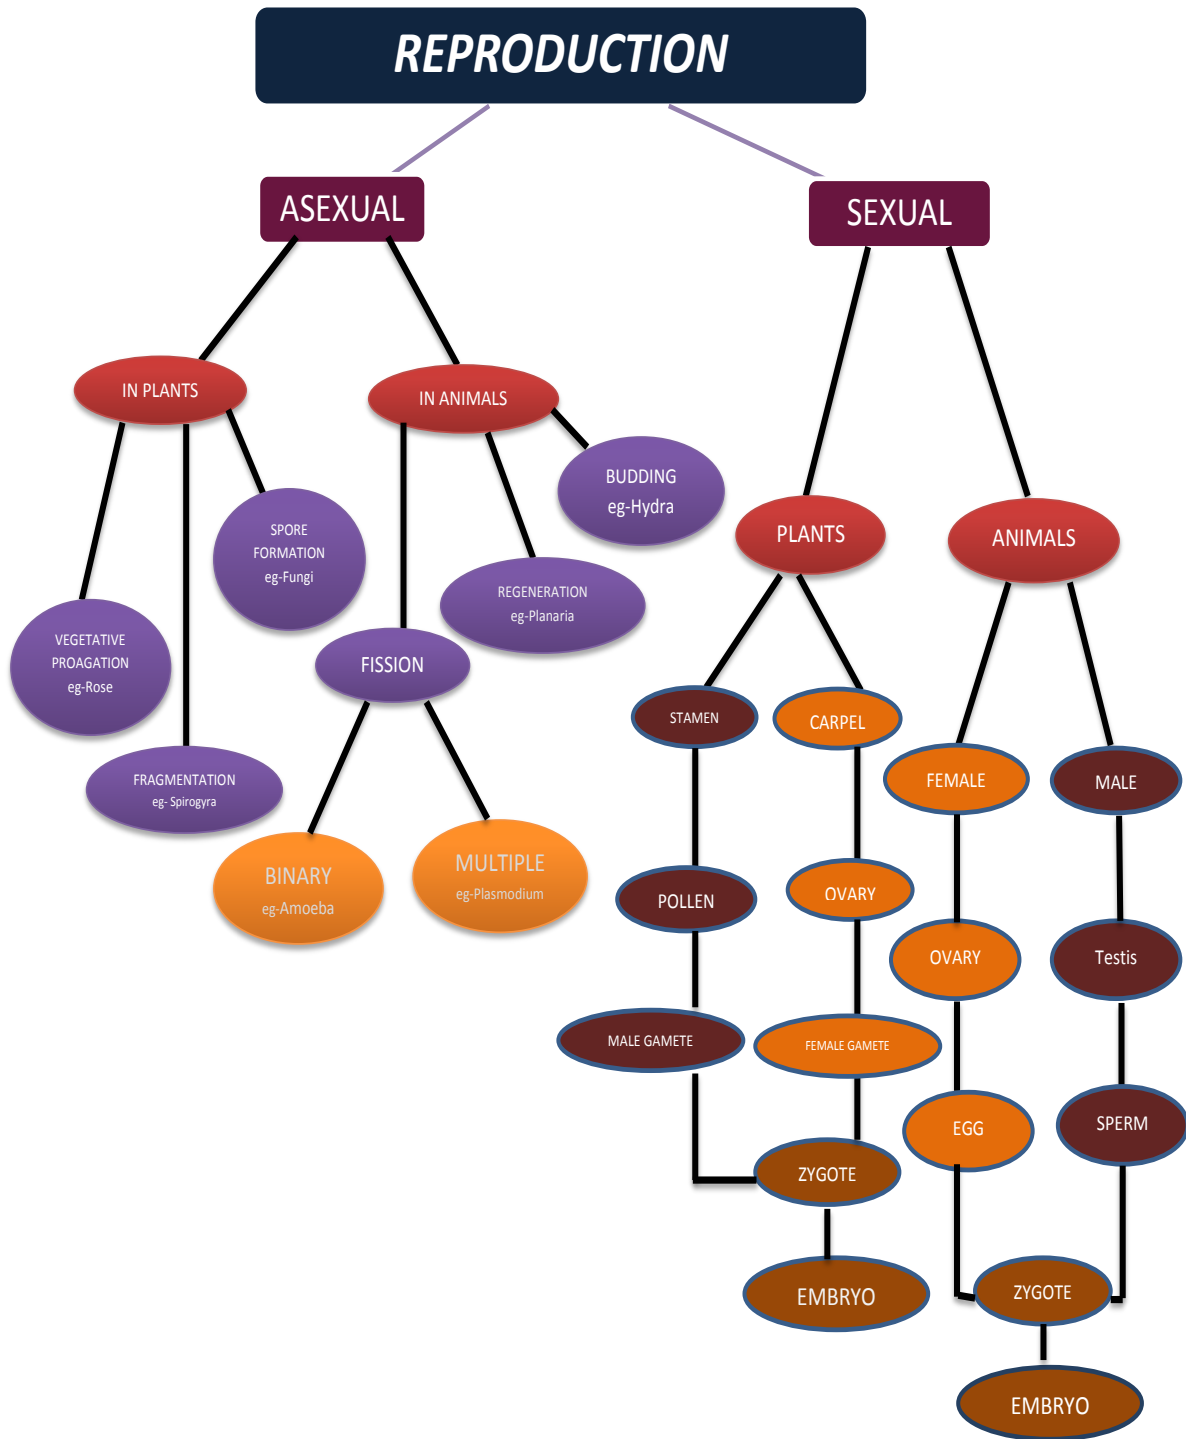 REPRODUCTION
ASEXUAL
SEXUAL
IN PLANTS
IN ANIMALS
BUDDING
eg-Hydra
SPORE
FORMATION
eg-Fungi
PLANTS
ANIMALS
REGENERATION
eg-Planaria
VEGETATIVE
PROAGATION
eg-Rose
FISSION
STAMEN
CARPEL
FRAGMENTATION
eg- Spirogyra
FEMALE
MALE
BINARY
eg-Amoeba
MULTIPLE
eg-Plasmodium
POLLEN
OVARY
OVARY
Testis
MALE GAMETE
FEMALE GAMETE
EGG
SPERM
ZYGOTE
EMBRYO
ZYGOTE
EMBRYO